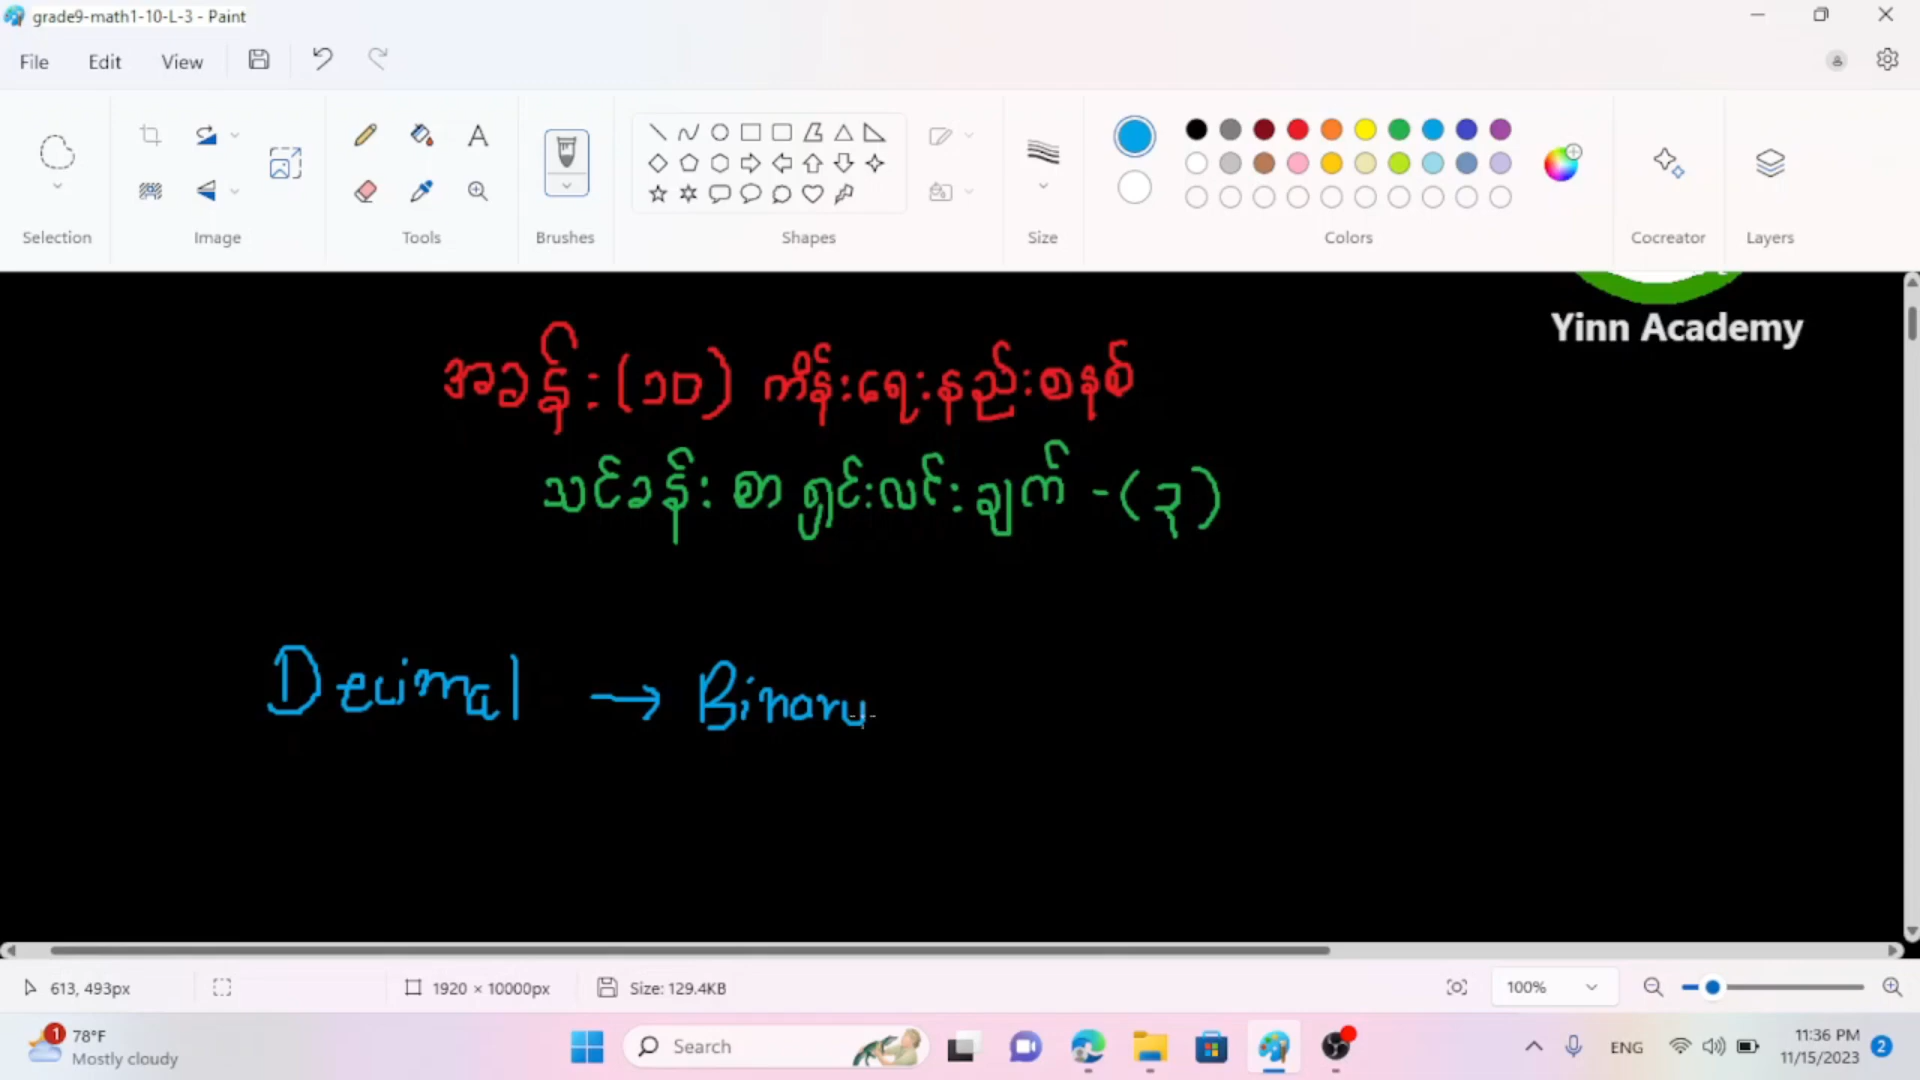 grade9-math1-10-L-3 - Paint
File Edit View
Selection Image Tools Brushes Shapes Size Colors Cocreator Layers
Yinn Academy
အခန်း(၁၀) ကိန်းရေးနည်းစနစ်
သင်ခန်း စာ ရှင်းလင်း ချက် -(၃)
Decimal → Binary
613, 493px 1920 × 10000px Size: 129.4KB 100%
1 78°F Search ENG 11:36 PM 2
Mostly cloudy 11/15/2023